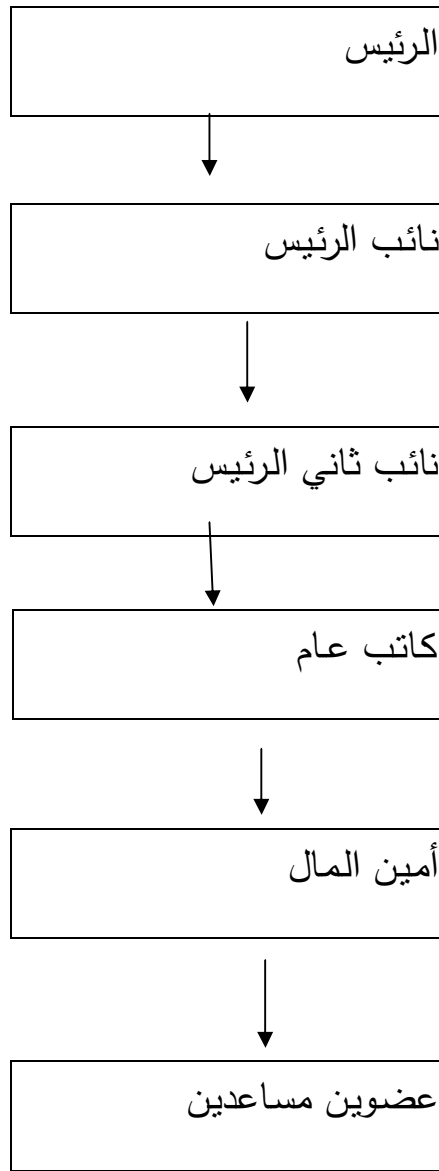 الرئيس
نائب الرئيس
نائب ثاني الرئيس
كاتب عام
أمين المال
عضوين مساعدين